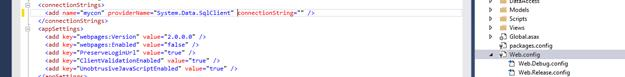 <connectionStrings>
<add name="mycon" providerName="System.Data.SqlClient" connectionString="" />
</connectionStrings>
<appSettings>
<add key="webpages:Version" value="2.0.0.0" />
<add key="webpages:Enabled" value="false" />
<add key="PreserveLoginUrl" value="true" />
<add key="ClientValidationEnabled" value="true" />
<add key="UnobtrusiveJavaScriptEnabled" value="true" />
DataAccess
Models
Scripts
Views
Global.asax
packages.config
Web.config
Web.Debug.config
Web.Release.config